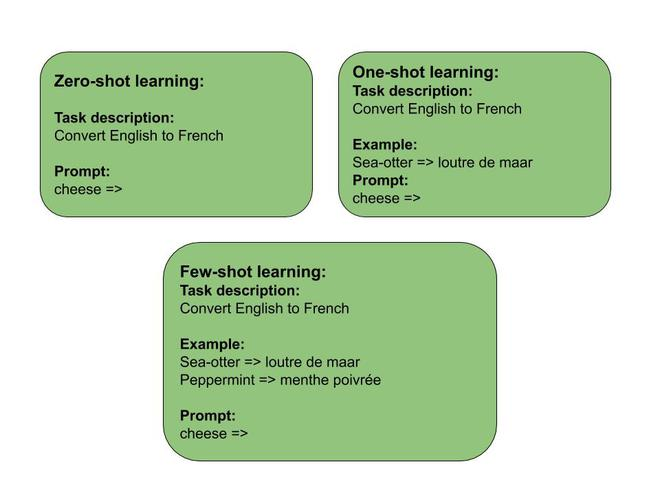 Zero-shot learning:
Task description:
Convert English to French
Prompt:
cheese =>
One-shot learning:
Task description:
Convert English to French
Example:
Sea-otter => loutre de maar
Prompt:
cheese =>
Few-shot learning:
Task description:
Convert English to French
Example:
Sea-otter => loutre de maar
Peppermint => menthe poivrée
Prompt:
cheese =>